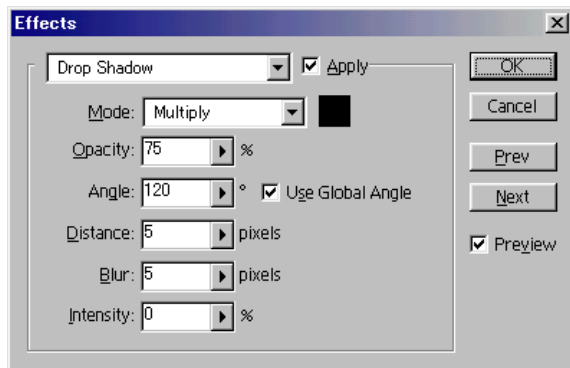 Effects
Drop Shadow
Apply
OK
Mode: Multiply
Cancel
Opacity: 75 %
Prev
Angle: 120 ° Use Global Angle
Next
Distance: 5 pixels
Preview
Blur: 5 pixels
Intensity: 0 %